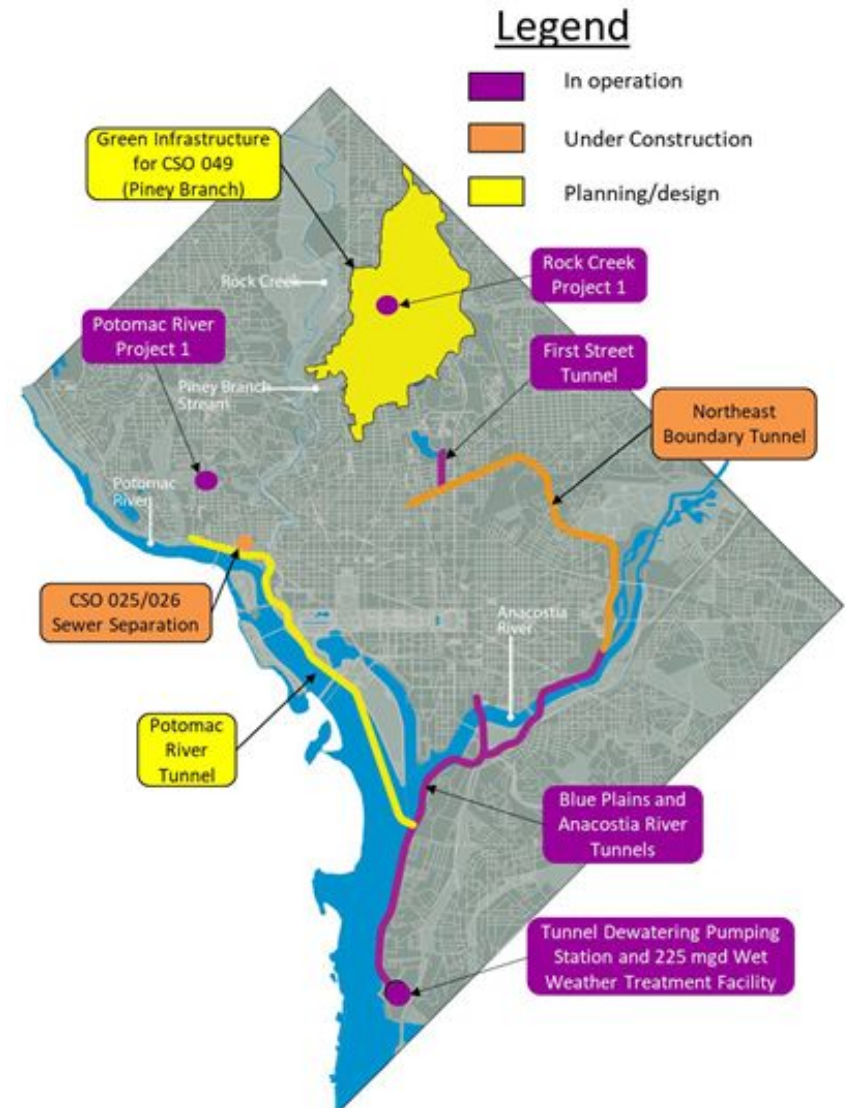 Legend
In operation
Under Construction
Planning/design
Green Infrastructure
for CSO 049
(Piney Branch)
Rock Creek
Rock Creek
Project 1
Potomac River
Project 1
First Street
Tunnel
Piney Branch
Stream
Northeast
Boundary Tunnel
Potomac
River
CSO 025/026
Sewer Separation
Anacostia
River
Potomac
River
Tunnel
Blue Plains and
Anacostia River
Tunnels
Tunnel Dewatering Pumping
Station and 225 mgd Wet
Weather Treatment Facility